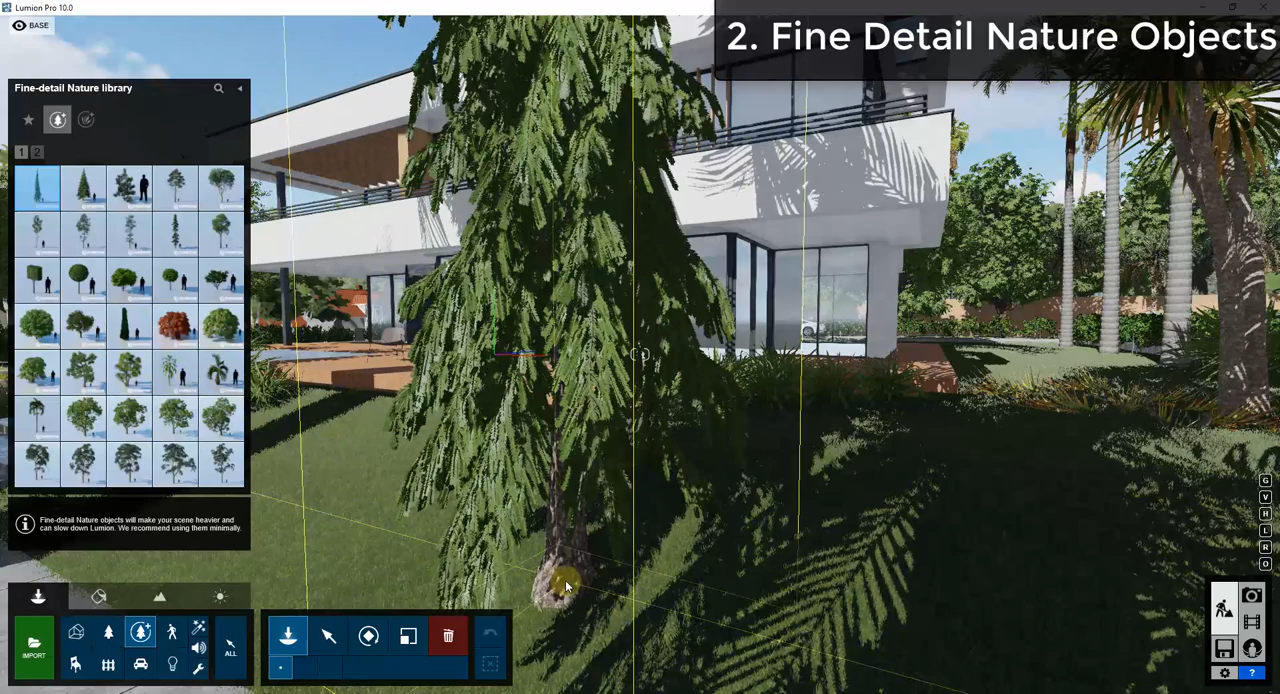 Lumion Pro 10.0
BASE
2. Fine Detail Nature Objects
Fine-detail Nature library
1 2
Fine-detail Nature objects will make your scene heavier and
can slow down Lumion. We recommend using them minimally.
G
V
H
L
R
O
IMPORT
ALL
?